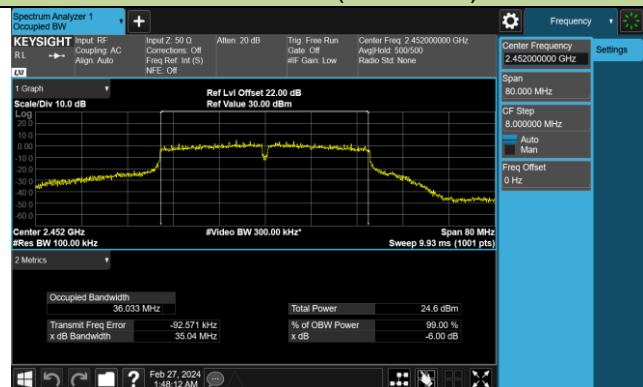 Spectrum Analyzer 1
Occupied BW
+
Frequency
KEYSIGHT
RL
LXI
Input: RF
Coupling: AC
Align: Auto
Input Z: 50 Ω
Corrections: Off
Freq Ref: Int (S)
NFE: Off
Atten: 20 dB
Trig: Free Run
Gate: Off
#IF Gain: Low
Center Freq: 2.452000000 GHz
Avg|Hold: 500/500
Radio Std: None
Center Frequency
2.452000000 GHz
Settings
Span
80.000 MHz
CF Step
8.000000 MHz
Auto
Man
Freq Offset
0 Hz
1 Graph
Scale/Div 10.0 dB
Ref Lvl Offset 22.00 dB
Ref Value 30.00 dBm
Log
20.0
10.0
0.00
-10.0
-20.0
-30.0
-40.0
-50.0
-60.0
Center 2.452 GHz
#Res BW 100.00 kHz
#Video BW 300.00 kHz*
Span 80 MHz
Sweep 9.93 ms (1001 pts)
2 Metrics
Occupied Bandwidth
36.033 MHz
Total Power 24.6 dBm
Transmit Freq Error -92.571 kHz
% of OBW Power 99.00 %
x dB Bandwidth 35.04 MHz
x dB -6.00 dB
?
Feb 27, 2024
1:48:12 AM